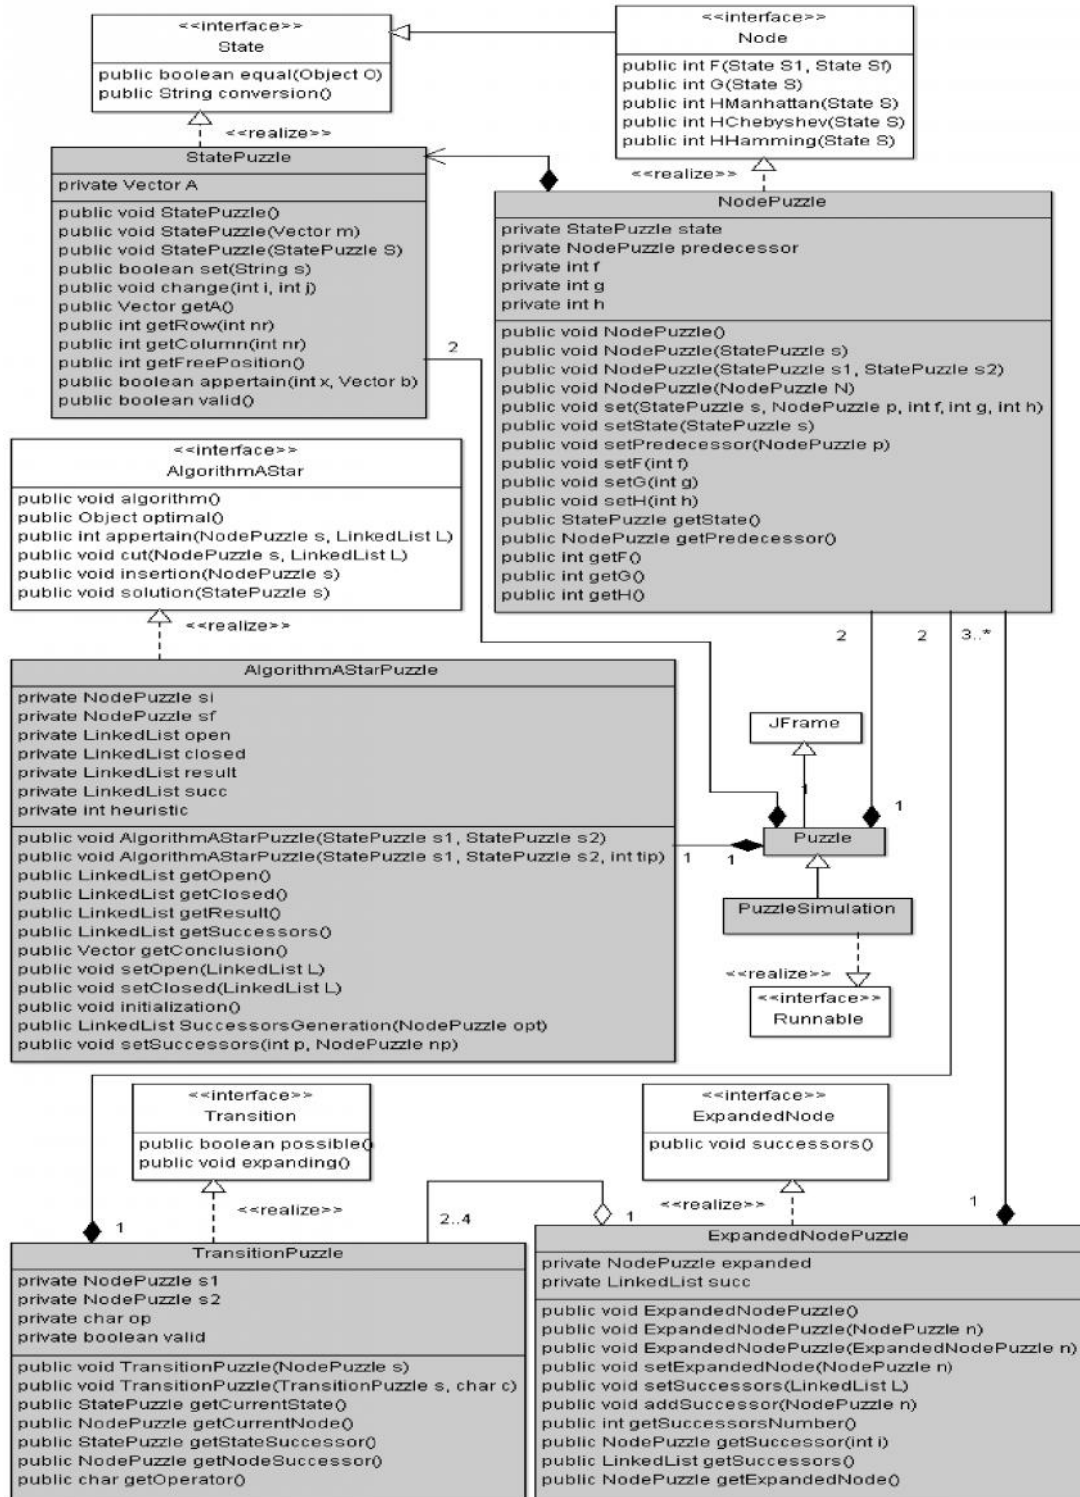 <<interface>>
State
public boolean equal(Object O)
public String conversion()
<<interface>>
Node
public int F(State S1, State Sf)
public int G(State S)
public int HManhattan(State S)
public int HChebyshev(State S)
public int HHamming(State S)
<<realize>>
StatePuzzle
private Vector A
public void StatePuzzle()
public void StatePuzzle(Vector m)
public void StatePuzzle(StatePuzzle S)
public boolean set(String s)
public void change(int i, int j)
public Vector getA()
public int getRow(int nr)
public int getColumn(int nr)
public int getFreePosition()
public boolean appertain(int x, Vector b)
public boolean valid()
2
<<realize>>
NodePuzzle
private StatePuzzle state
private NodePuzzle predecessor
private int f
private int g
private int h
public void NodePuzzle()
public void NodePuzzle(StatePuzzle s)
public void NodePuzzle(StatePuzzle s1, StatePuzzle s2)
public void NodePuzzle(NodePuzzle N)
public void set(StatePuzzle s, NodePuzzle p, int f, int g, int h)
public void setState(StatePuzzle s)
public void setPredecessor(NodePuzzle p)
public void setF(int f)
public void setG(int g)
public void setH(int h)
public StatePuzzle getState()
public NodePuzzle getPredecessor()
public int getF()
public int getG()
public int getH()
2
2
3..*
<<interface>>
AlgorithmAStar
public void algorithm()
public Object optimal()
public int appertain(NodePuzzle s, LinkedList L)
public void cut(NodePuzzle s, LinkedList L)
public void insertion(NodePuzzle s)
public void solution(StatePuzzle s)
<<realize>>
AlgorithmAStarPuzzle
private NodePuzzle si
private NodePuzzle sf
private LinkedList open
private LinkedList closed
private LinkedList result
private LinkedList succ
private int heuristic
public void AlgorithmAStarPuzzle(StatePuzzle s1, StatePuzzle s2)
public void AlgorithmAStarPuzzle(StatePuzzle s1, StatePuzzle s2, int tip)
public LinkedList getOpen()
public LinkedList getClosed()
public LinkedList getResult()
public LinkedList getSuccessors()
public Vector getConclusion()
public void setOpen(LinkedList L)
public void setClosed(LinkedList L)
public void initialization()
public LinkedList SuccessorsGeneration(NodePuzzle opt)
public void setSuccessors(int p, NodePuzzle np)
JFrame
1
1
Puzzle
1
1
PuzzleSimulation
<<realize>>
<<interface>>
Runnable
<<interface>>
Transition
public boolean possible()
public void expanding()
<<realize>>
<<interface>>
ExpandedNode
public void successors()
<<realize>>
1
2..4
1
1
TransitionPuzzle
private NodePuzzle s1
private NodePuzzle s2
private char op
private boolean valid
public void TransitionPuzzle(NodePuzzle s)
public void TransitionPuzzle(TransitionPuzzle s, char c)
public StatePuzzle getCurrentState()
public NodePuzzle getCurrentNode()
public StatePuzzle getStateSuccessor()
public NodePuzzle getNodeSuccessor()
public char getOperator()
ExpandedNodePuzzle
private NodePuzzle expanded
private LinkedList succ
public void ExpandedNodePuzzle()
public void ExpandedNodePuzzle(NodePuzzle n)
public void ExpandedNodePuzzle(ExpandedNodePuzzle n)
public void setExpandedNode(NodePuzzle n)
public void setSuccessors(LinkedList L)
public void addSuccessor(NodePuzzle n)
public int getSuccessorsNumber()
public NodePuzzle getSuccessor(int i)
public LinkedList getSuccessors()
public NodePuzzle getExpandedNode()